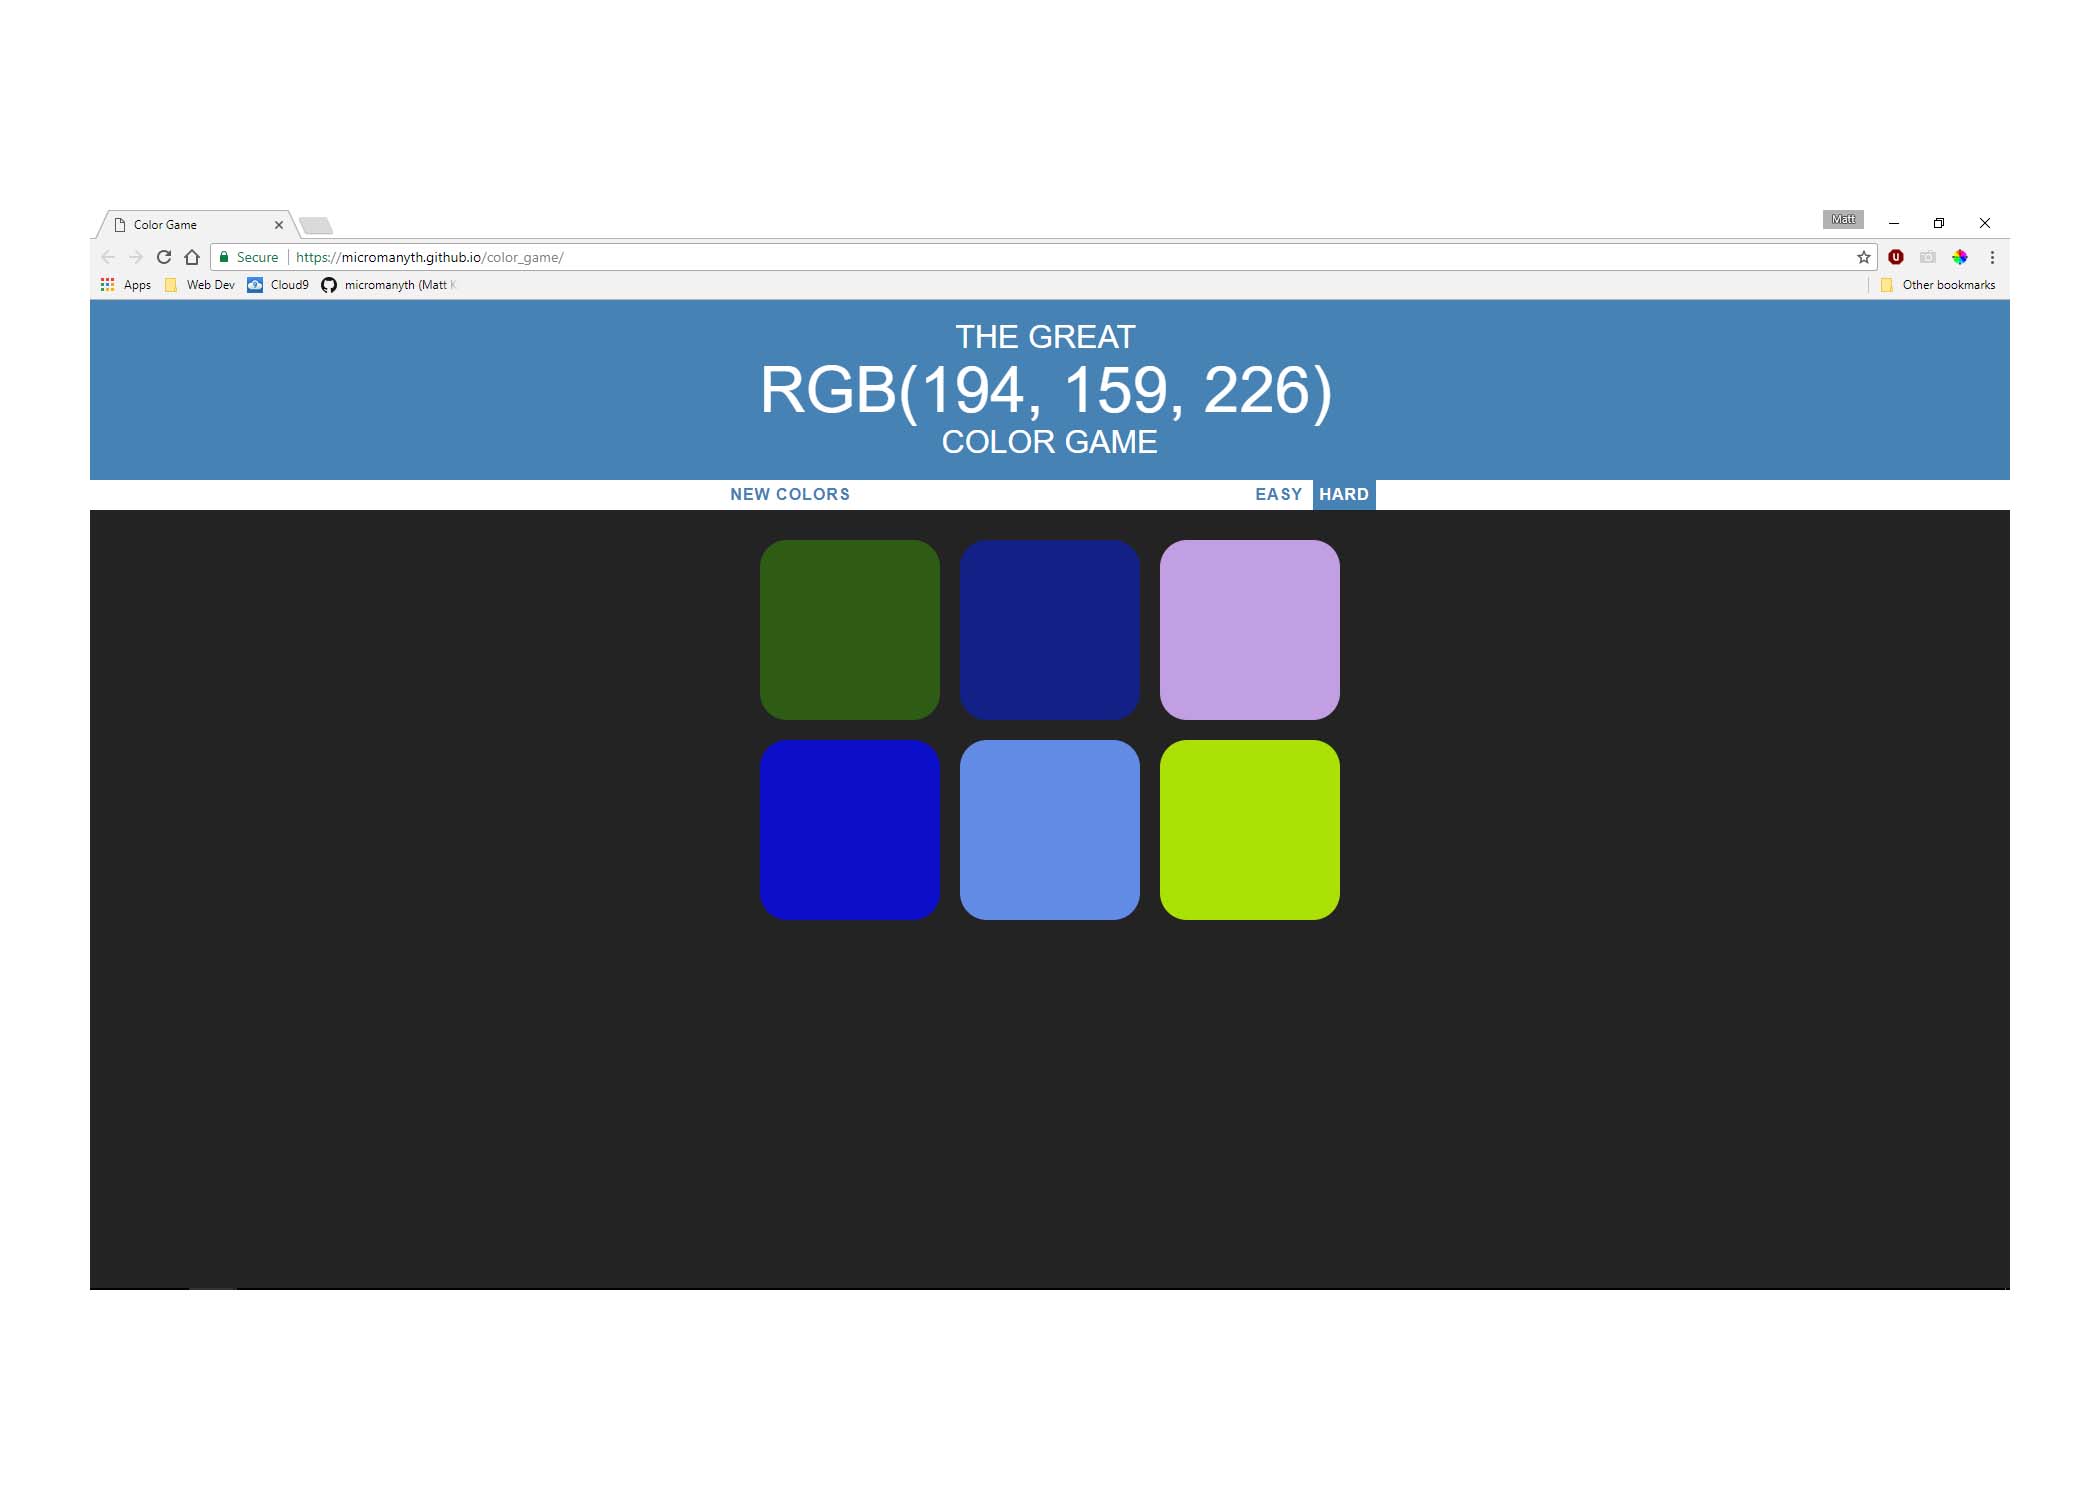 Color Game
Matt
Secure https://micromanyth.github.io/color_game/
Apps Web Dev Cloud9 micromanyth (Matt K Other bookmarks
THE GREAT
RGB(194, 159, 226)
COLOR GAME
NEW COLORS EASY HARD